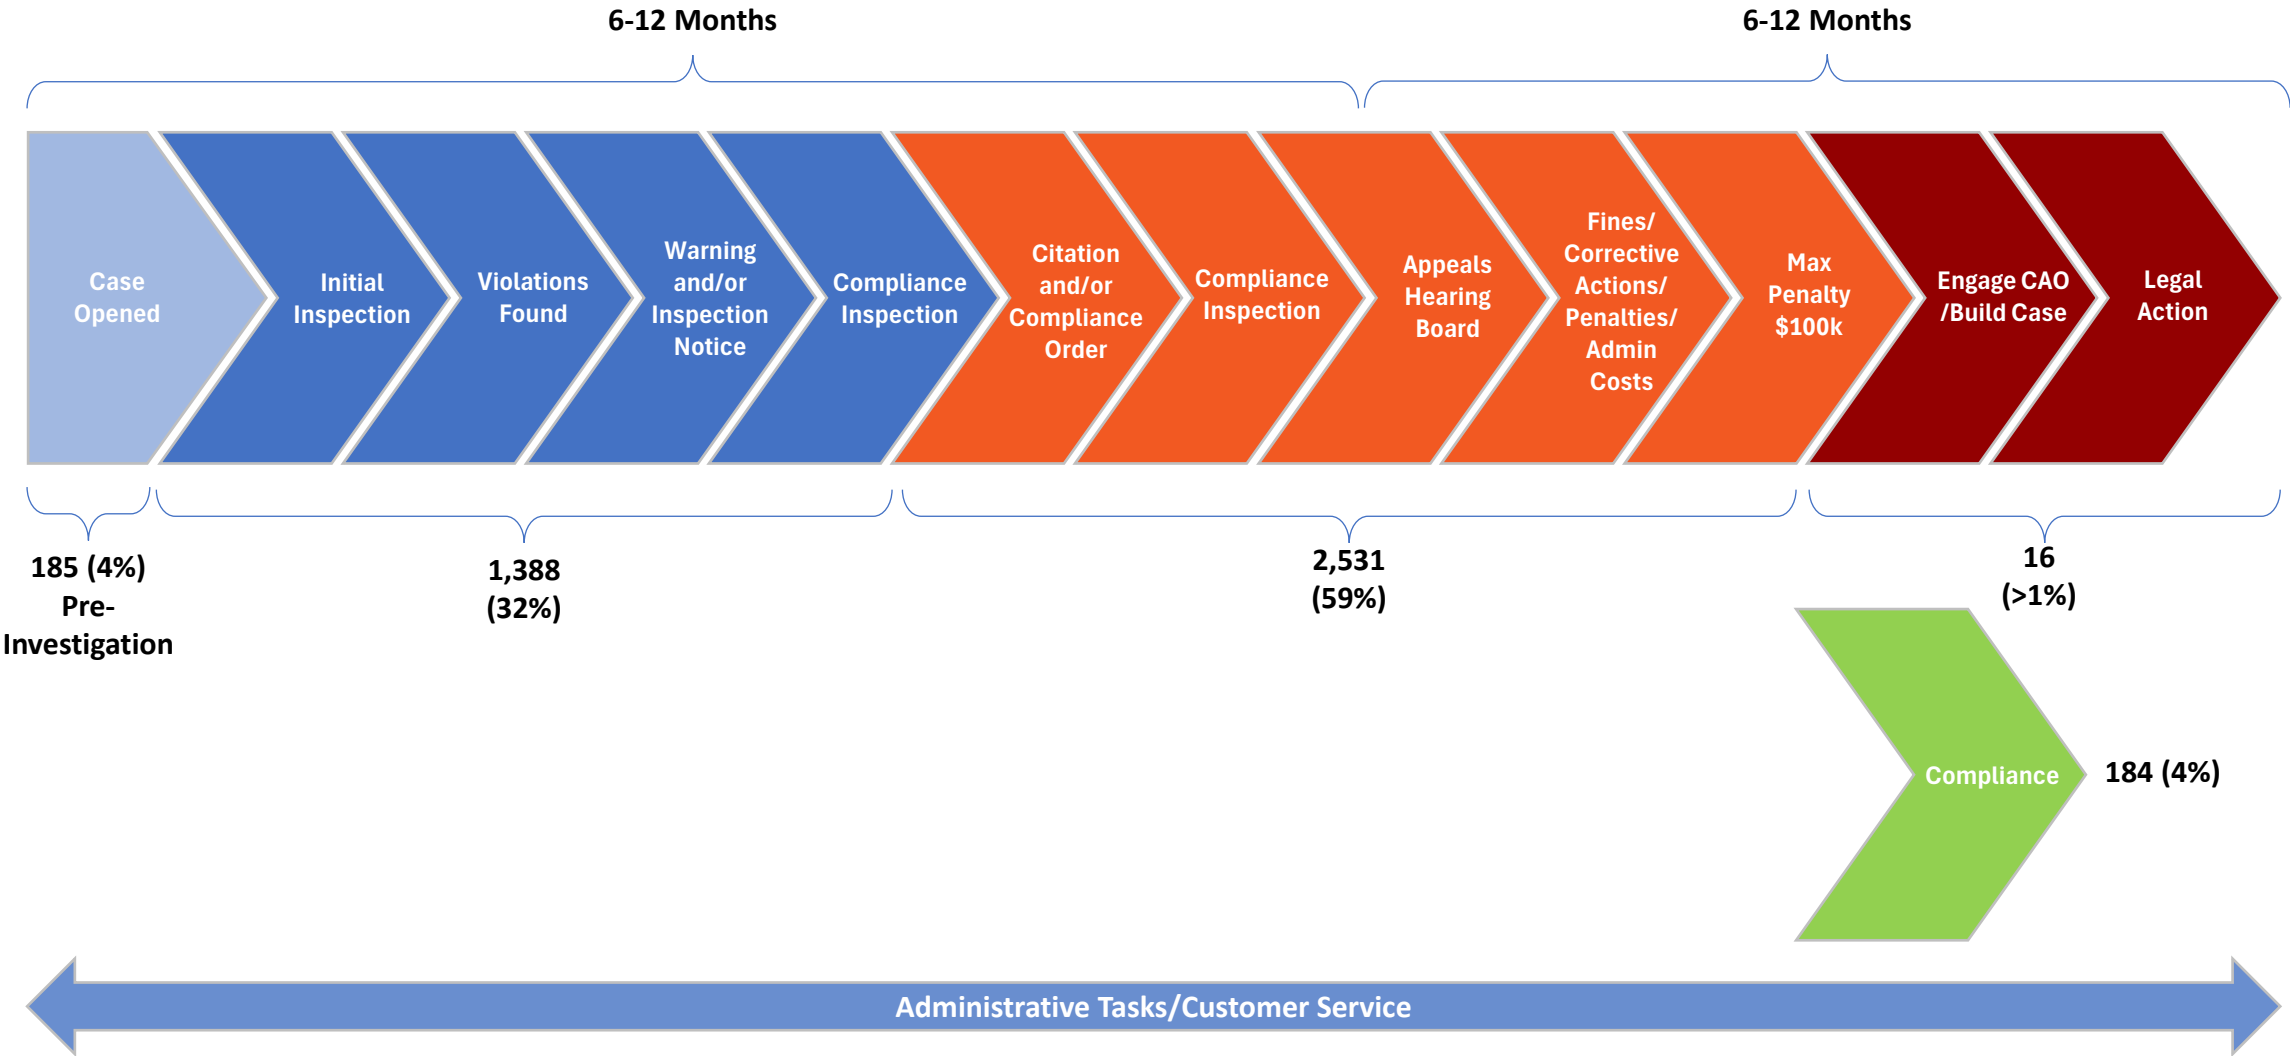 6-12 Months
6-12 Months
Case
Opened
Initial
Inspection
Violations
Found
Warning
and/or
Inspection
Notice
Compliance
Inspection
Citation
and/or
Compliance
Order
Compliance
Inspection
Appeals
Hearing
Board
Fines/
Corrective
Actions/
Penalties/
Admin
Costs
Max
Penalty
$100k
Engage CAO
/Build Case
Legal
Action
185 (4%)
Pre-
Investigation
1,388
(32%)
2,531
(59%)
16
(>1%)
Compliance
184 (4%)
Administrative Tasks/Customer Service